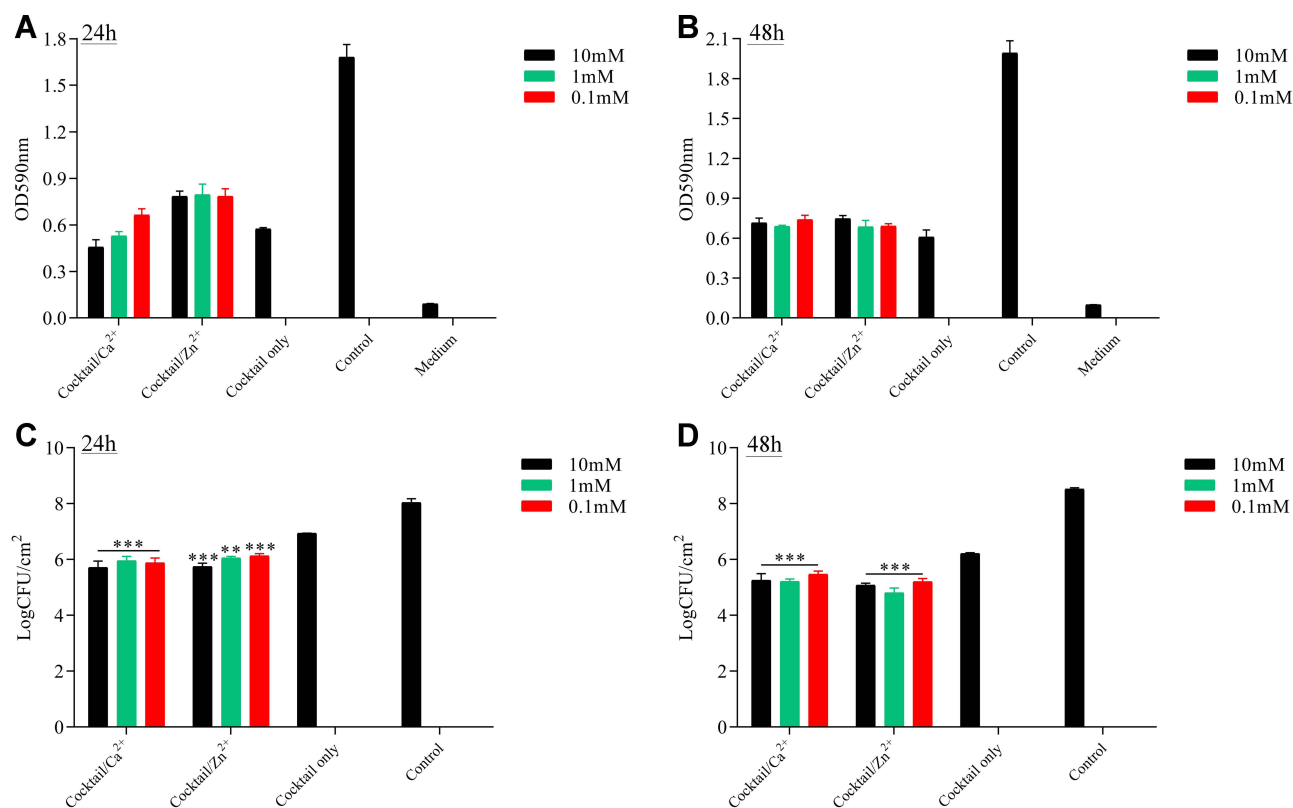 A
24h
1.8
1.5
1.2
0.9
0.6
0.3
0.0
OD590nm
10mM
1mM
0.1mM
Cocktail/Ca²⁺
Cocktail/Zn²⁺
Cocktail only
Control
Medium
B
48h
2.1
2.1
1.8
1.5
1.2
0.9
0.6
0.3
0.0
OD590nm
10mM
1mM
0.1mM
Cocktail/Ca²⁺
Cocktail/Zn²⁺
Cocktail only
Control
Medium
C
24h
10
8
6
4
2
0
LogCFU/cm²
*** *** ** ***
10mM
1mM
0.1mM
Cocktail/Ca²⁺
Cocktail/Zn²⁺
Cocktail only
Control
D
48h
10
8
6
4
2
0
LogCFU/cm²
*** ***
10mM
1mM
0.1mM
Cocktail/Ca²⁺
Cocktail/Zn²⁺
Cocktail only
Control